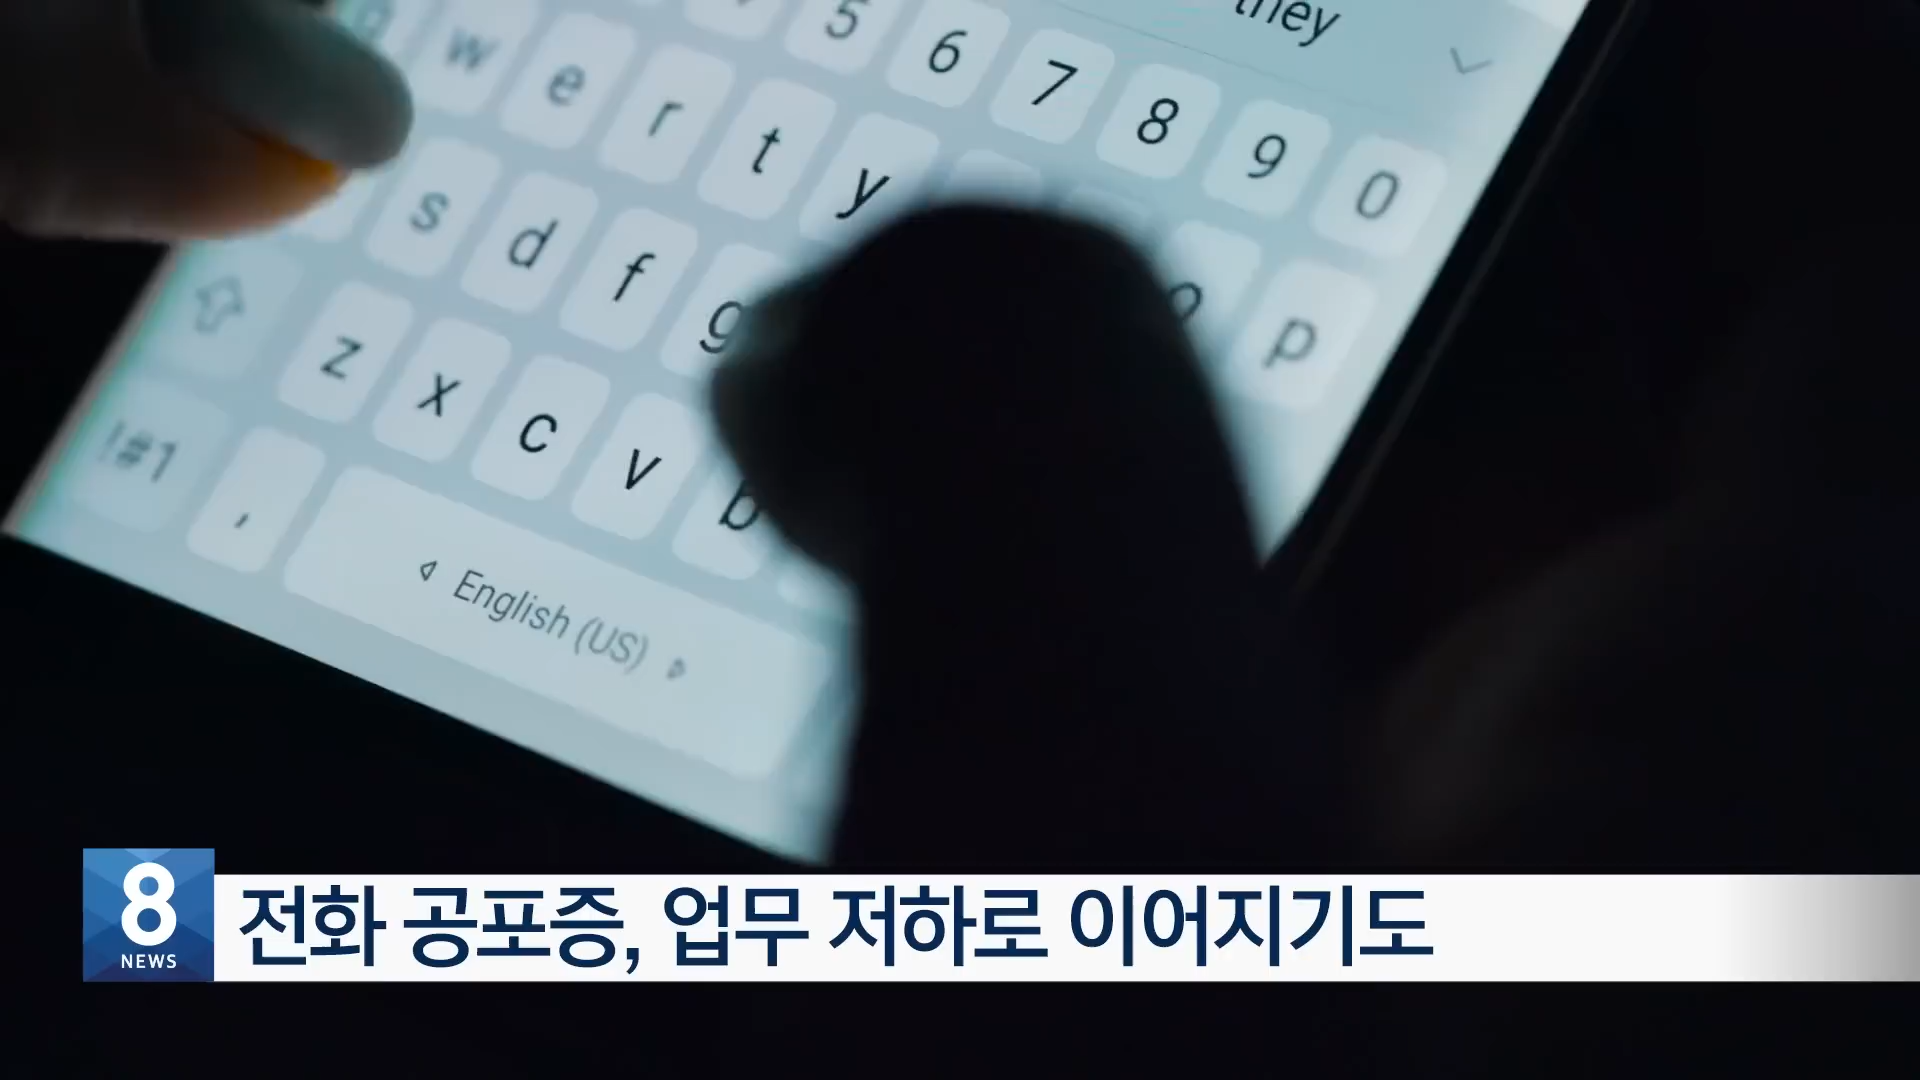 they
5 6 7 8 9 0
w e r t y o p
s d f g
z x c v b
!#1 , English (US)
8 NEWS
전화 공포증, 업무 저하로 이어지기도